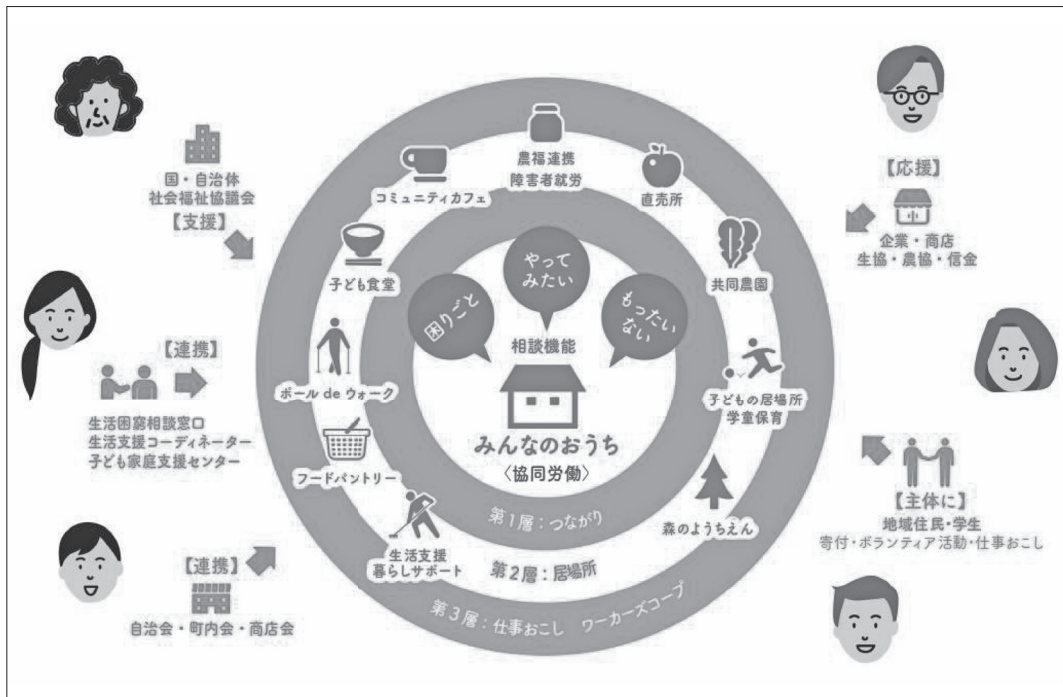 国・自治体
社会福祉協議会
【支援】
【連携】
生活困窮相談窓口
生活支援コーディネーター
子ども家庭支援センター
【連携】
自治会・町内会・商店会
農福連携
障害者就労
コミュニティカフェ
直売所
子ども食堂
共同農園
ポール de ウォーク
子どもの居場所
学童保育
フードパントリー
森のようちえん
生活支援
暮らしサポート
困りごと
やって
みたい
もったい
ない
相談機能
みんなのおうち
〈協同労働〉
第1層：つながり
第2層：居場所
第3層：仕事おこし ワーカーズコープ
【応援】
企業・商店
生協・農協・信金
【主体に】
地域住民・学生
寄付・ボランティア活動・仕事おこし